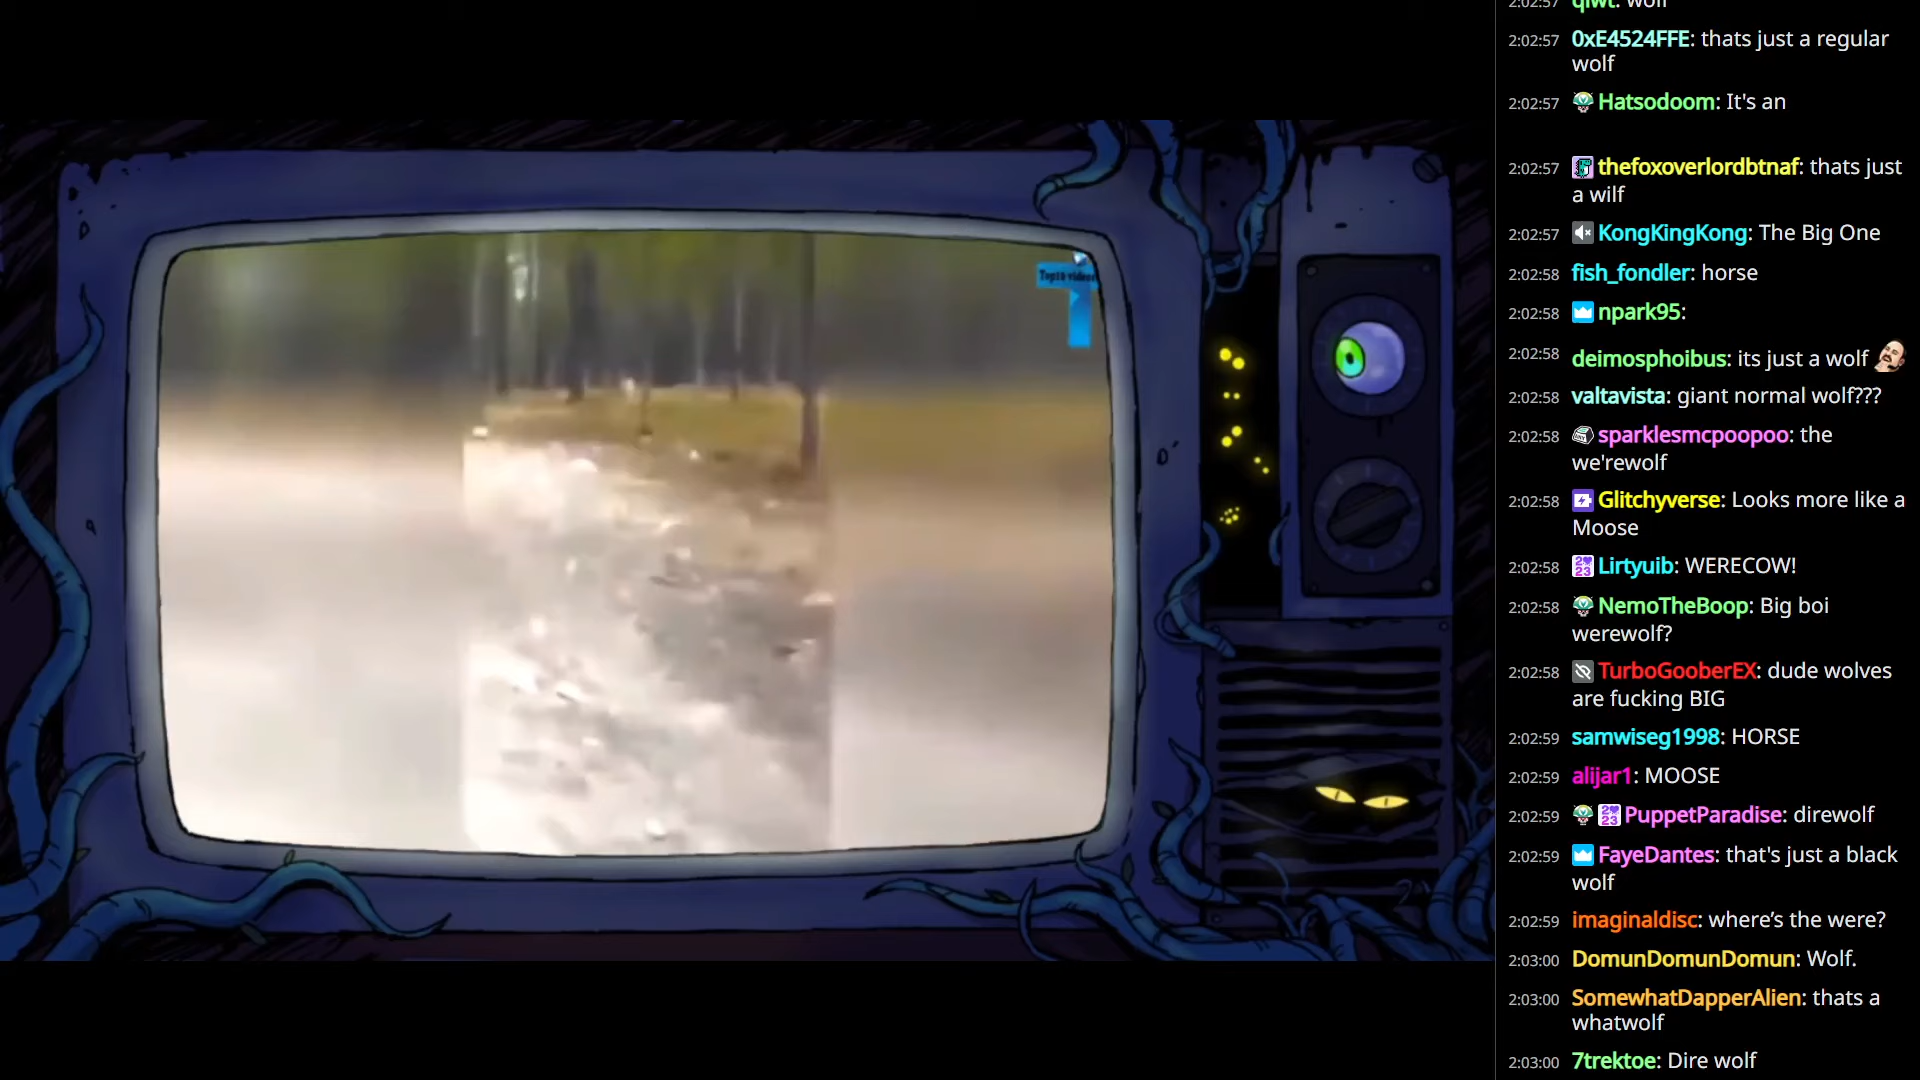 2:02:57 qlwt: wolf
2:02:57 0xE4524FFE: thats just a regular
wolf
2:02:57 Hatsodoom: It's an
2:02:57 thefoxoverlordbtnaf: thats just
a wilf
2:02:57 KongKingKong: The Big One
2:02:58 fish_fondler: horse
2:02:58 npark95:
2:02:58 deimosphoibus: its just a wolf
2:02:58 valtavista: giant normal wolf???
2:02:58 sparklesmcpoopoo: the
we'rewolf
2:02:58 Glitchyverse: Looks more like a
Moose
2:02:58 Lirtyuib: WERECOW!
2:02:58 NemoTheBoop: Big boi
werewolf?
2:02:58 TurboGooberEX: dude wolves
are fucking BIG
2:02:59 samwiseg1998: HORSE
2:02:59 alijar1: MOOSE
2:02:59 PuppetParadise: direwolf
2:02:59 FayeDantes: that's just a black
wolf
2:02:59 imaginaldisc: where’s the were?
2:03:00 DomunDomunDomun: Wolf.
2:03:00 SomewhatDapperAlien: thats a
whatwolf
2:03:00 7trektoe: Dire wolf
Top10 videos